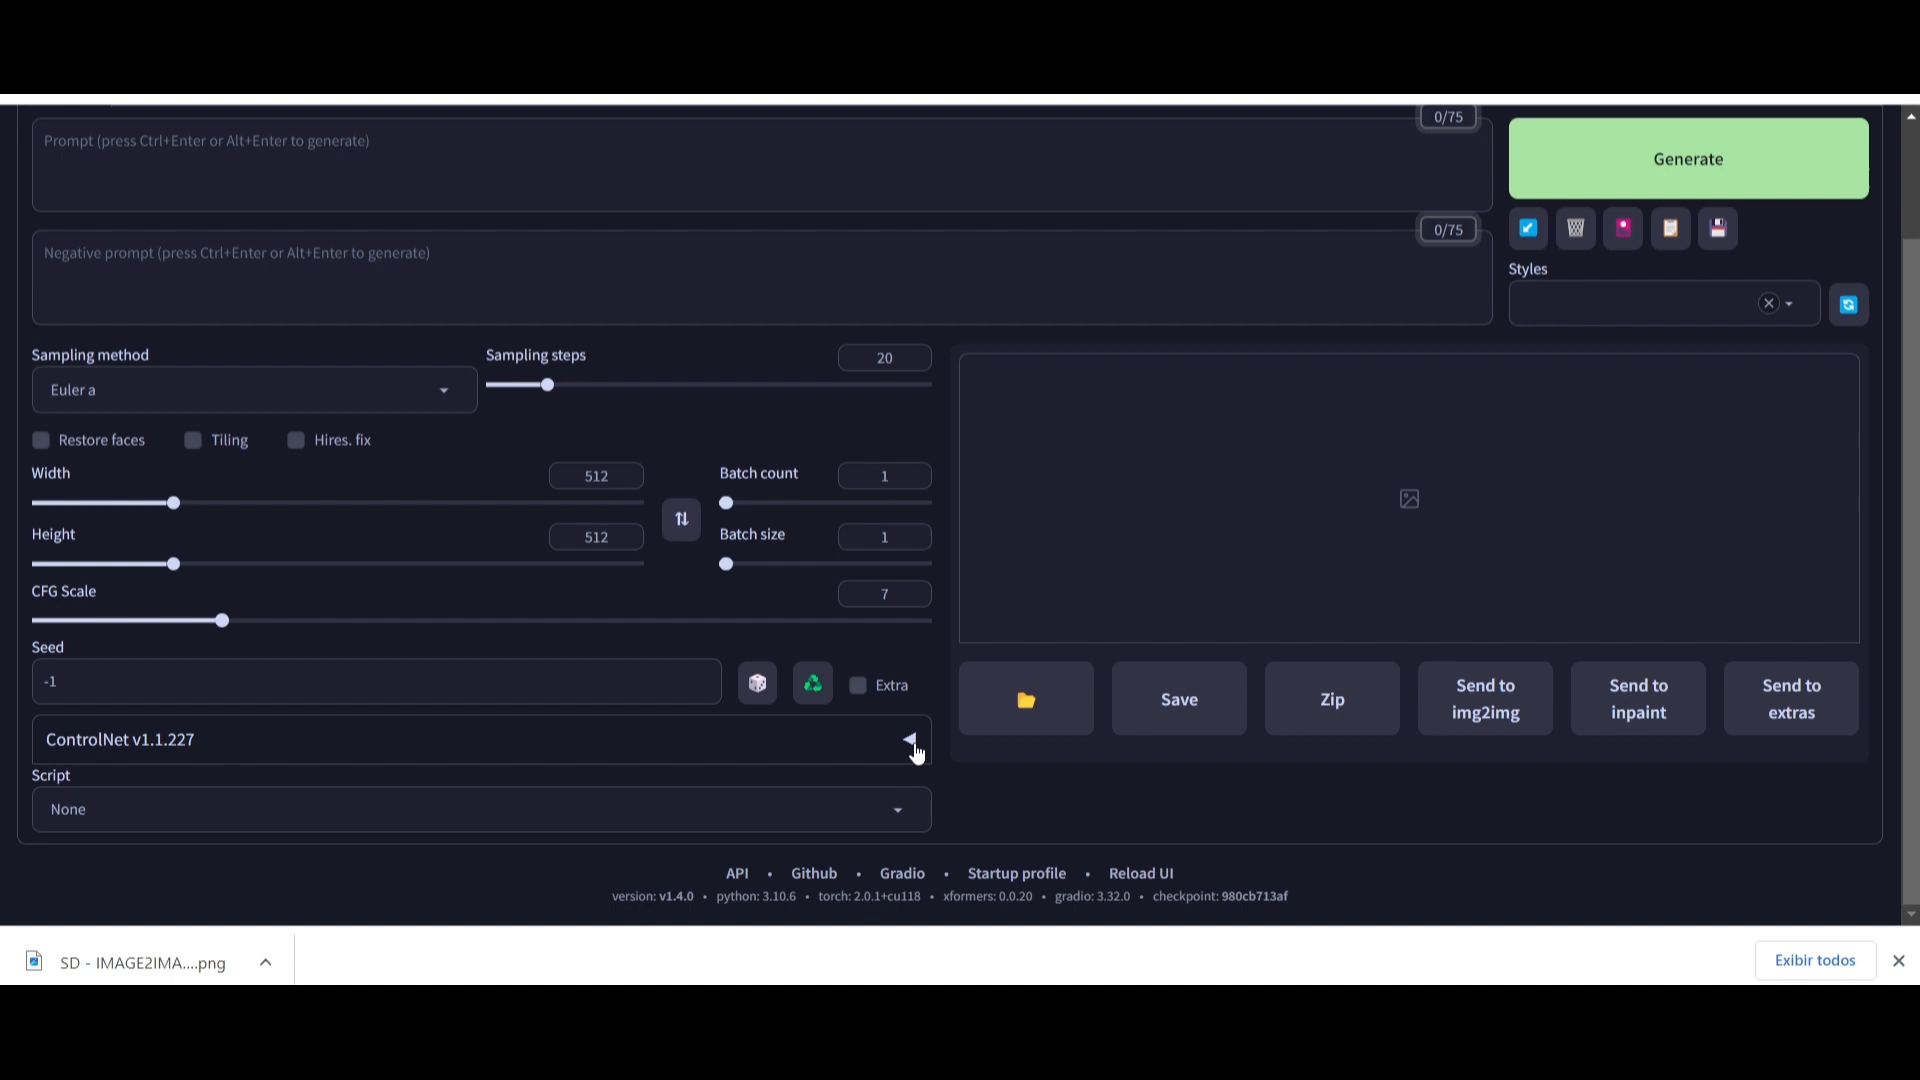 0/75
Prompt (press Ctrl+Enter or Alt+Enter to generate)
Generate
0/75
Negative prompt (press Ctrl+Enter or Alt+Enter to generate)
Styles
Sampling method
Sampling steps
20
Euler a
Restore faces
Tiling
Hires. fix
Width
512
Batch count
1
Height
512
Batch size
1
CFG Scale
7
Seed
-1
Extra
Save
Zip
Send to
img2img
Send to
inpaint
Send to
extras
ControlNet v1.1.227
Script
None
API • Github • Gradio • Startup profile • Reload UI
version: v1.4.0 • python: 3.10.6 • torch: 2.0.1+cu118 • xformers: 0.0.20 • gradio: 3.32.0 • checkpoint: 980cb713af
SD - IMAGE2IMA....png
Exibir todos